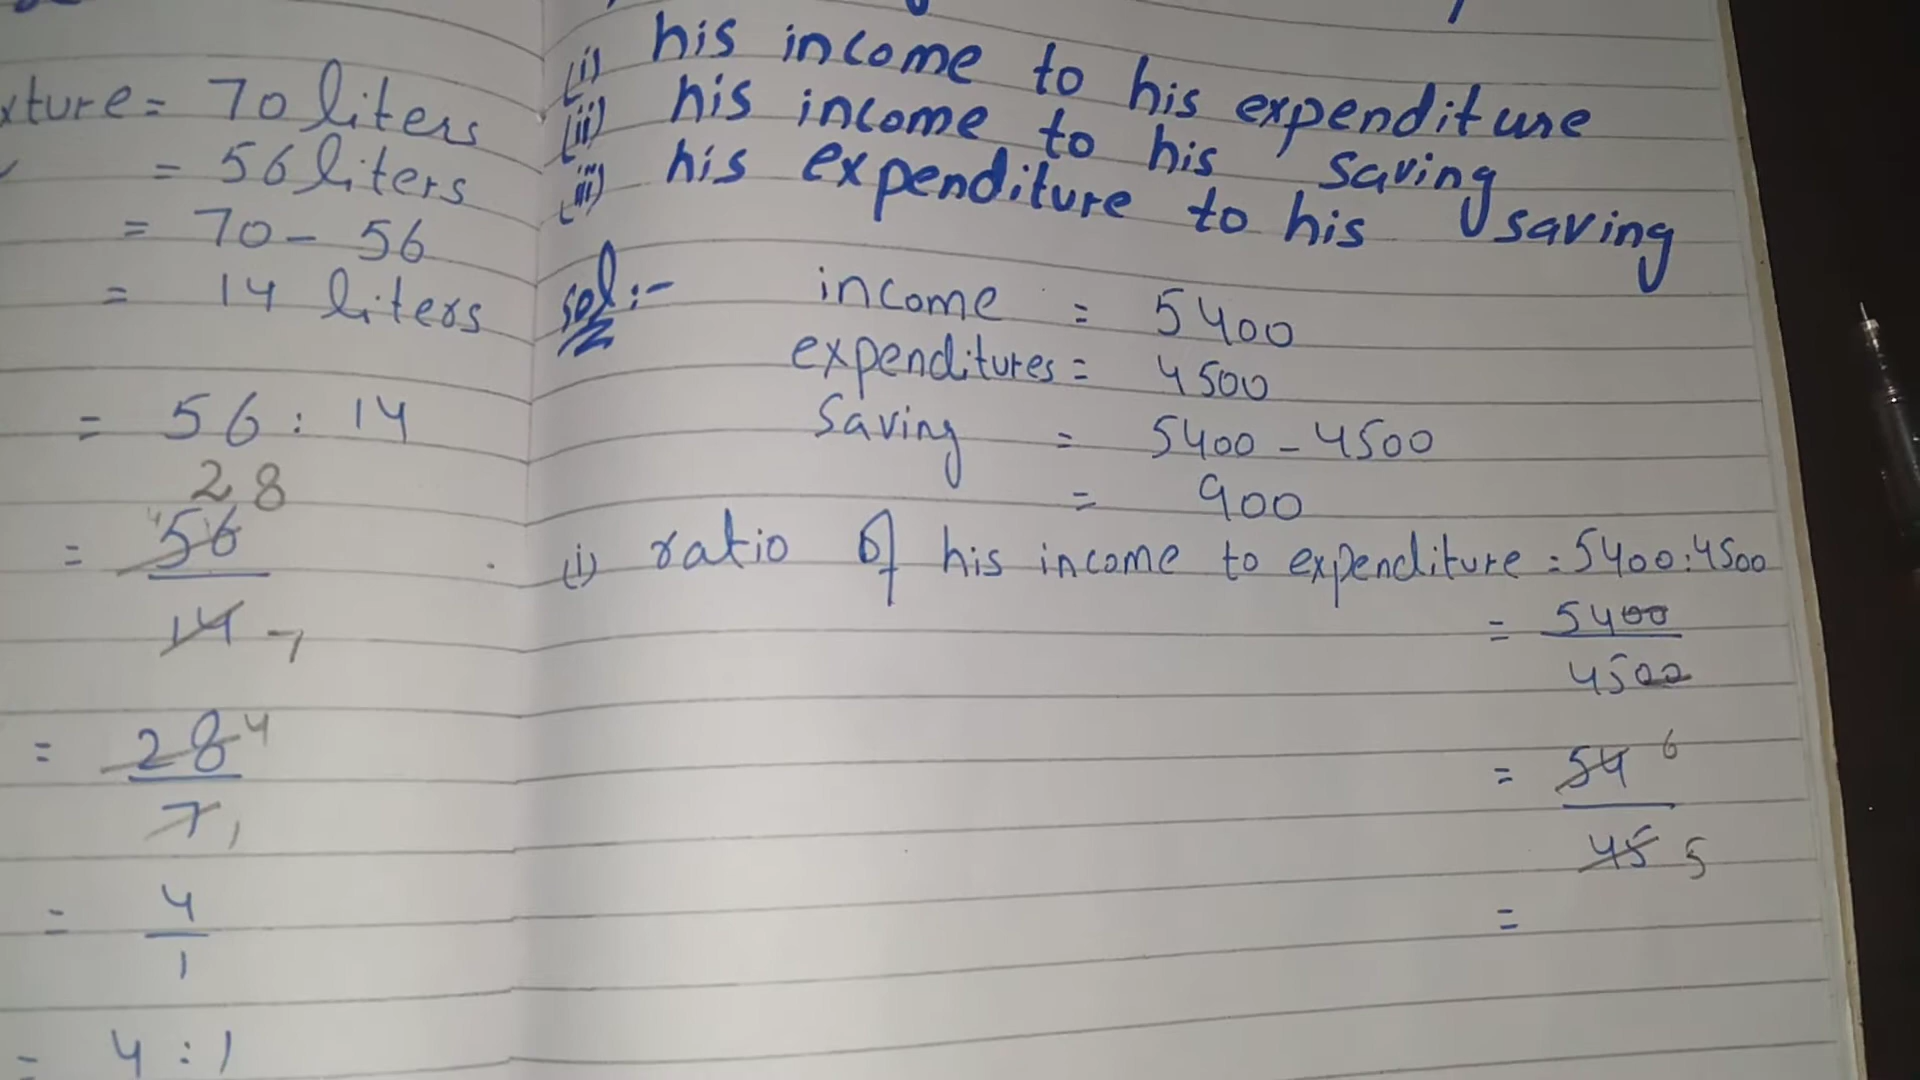 xture = 70 liters
= 56 liters
= 70 - 56
= 14 liters
= 56 : 14
28
= 56
14 7
= 28 4
7 1
= 4
1
= 4 : 1
(i) his income to his expenditure
(ii) his income to his saving
(iii) his expenditure to his saving
Sol:- income = 5400
expenditures = 4500
Saving = 5400 - 4500
= 900
(i) ratio of his income to expenditure = 5400:4500
= 5400
4500
= 54 6
45 5
=